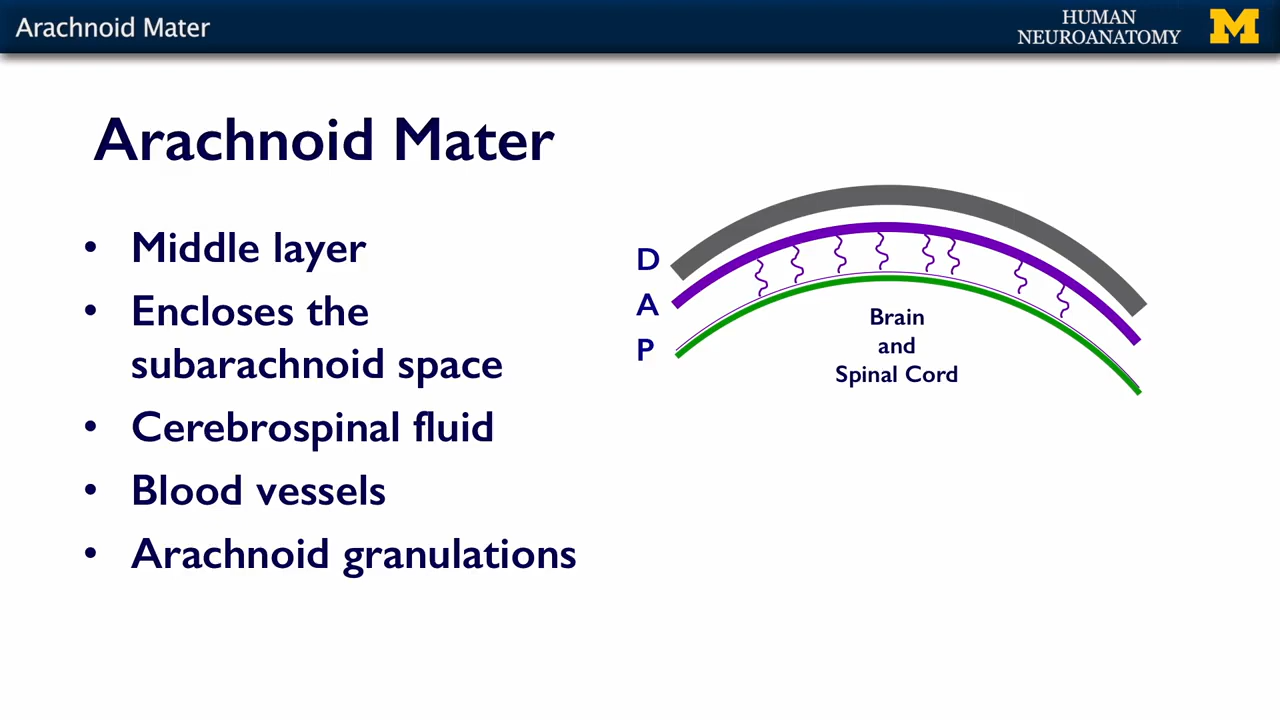 Arachnoid Mater
HUMAN
NEUROANATOMY
M
Arachnoid Mater
• Middle layer
• Encloses the
subarachnoid space
• Cerebrospinal fluid
• Blood vessels
• Arachnoid granulations
D
A
P
Brain
and
Spinal Cord